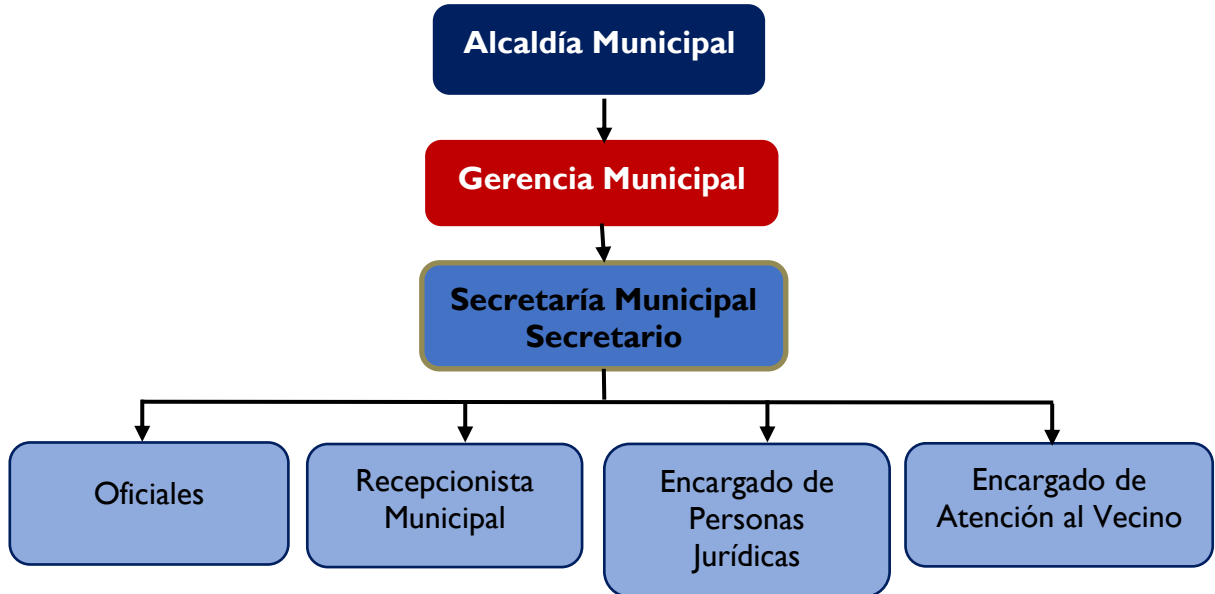 Alcaldía Municipal
Gerencia Municipal
Secretaría Municipal
Secretario
Oficiales
Recepcionista
Municipal
Encargado de
Personas
Jurídicas
Encargado de
Atención al Vecino